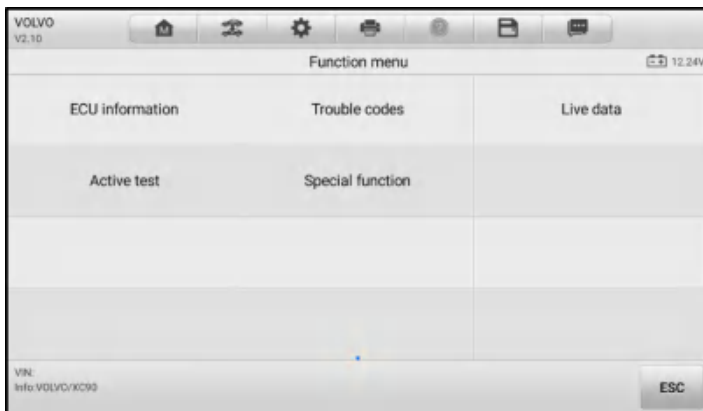 VOLVO
V2.10
Function menu
12.24V
ECU information Trouble codes Live data
Active test Special function
VIN:
Info:VOLVO/XC90
ESC